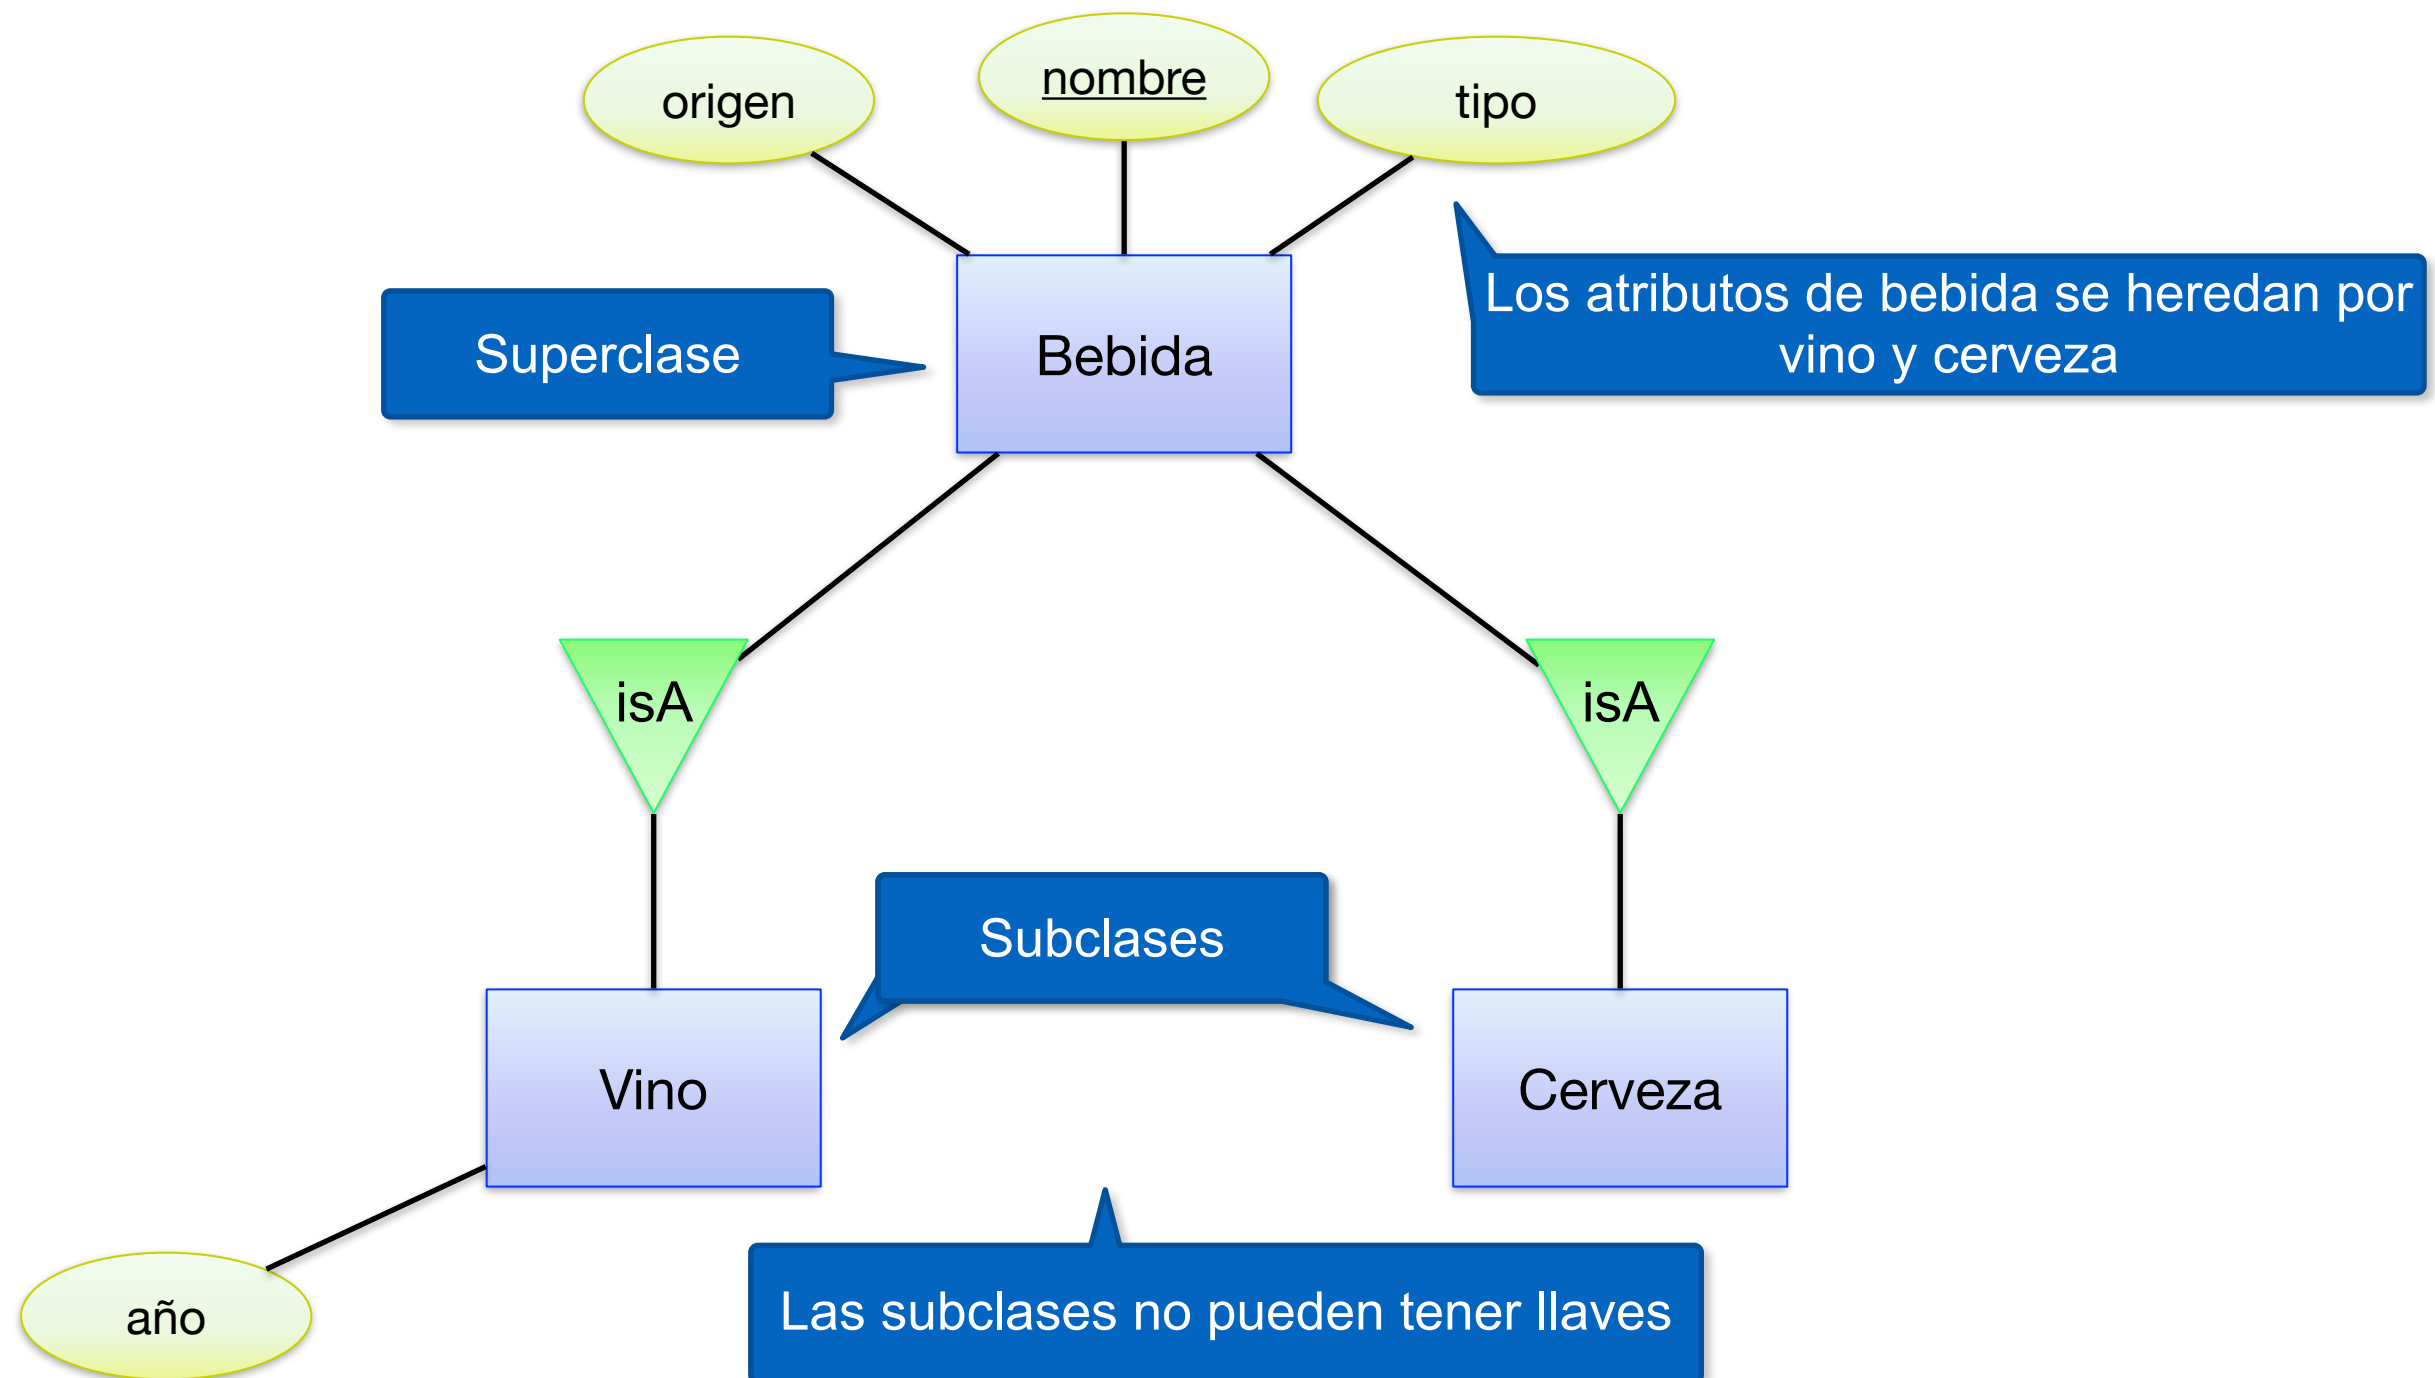 origen
nombre
tipo
Superclase
Bebida
Los atributos de bebida se heredan por
vino y cerveza
isA
isA
Subclases
Vino
Cerveza
año
Las subclases no pueden tener llaves